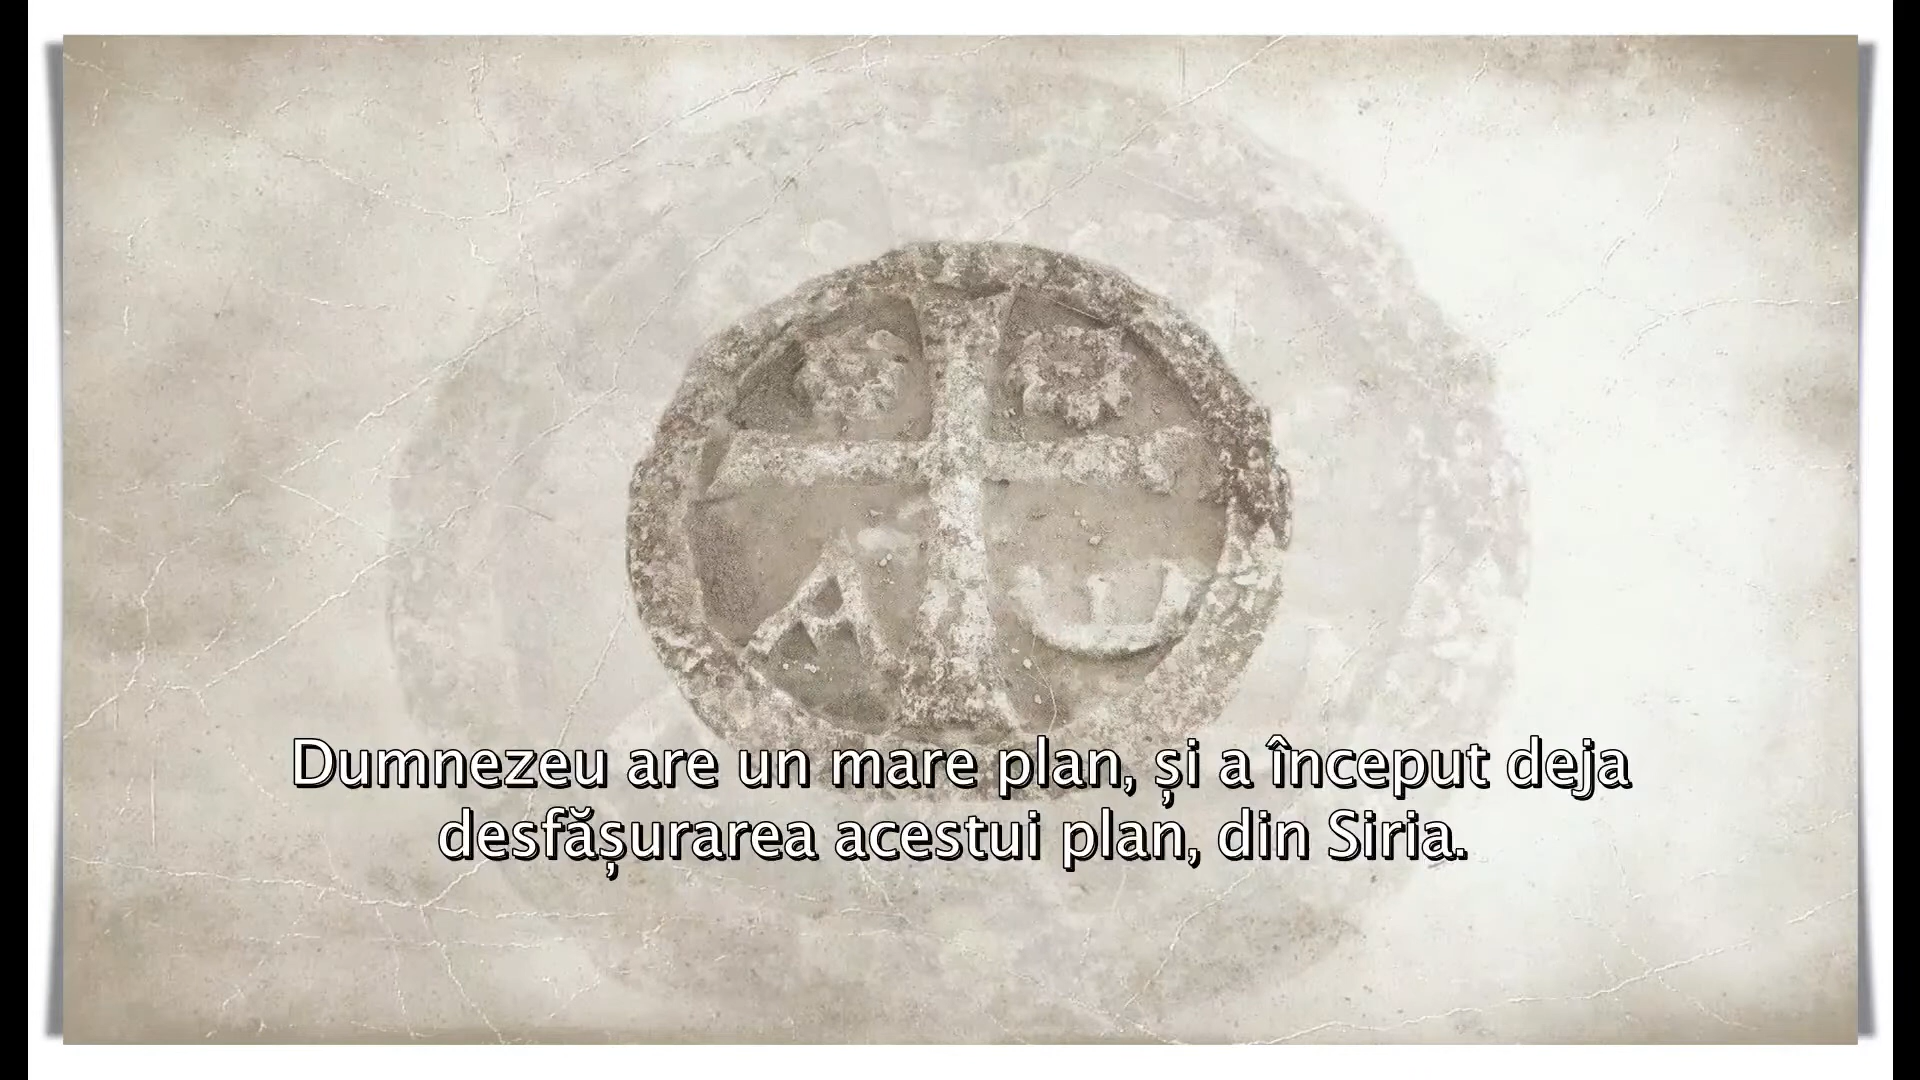 Dumnezeu are un mare plan, și a început deja
desfășurarea acestui plan, din Siria.